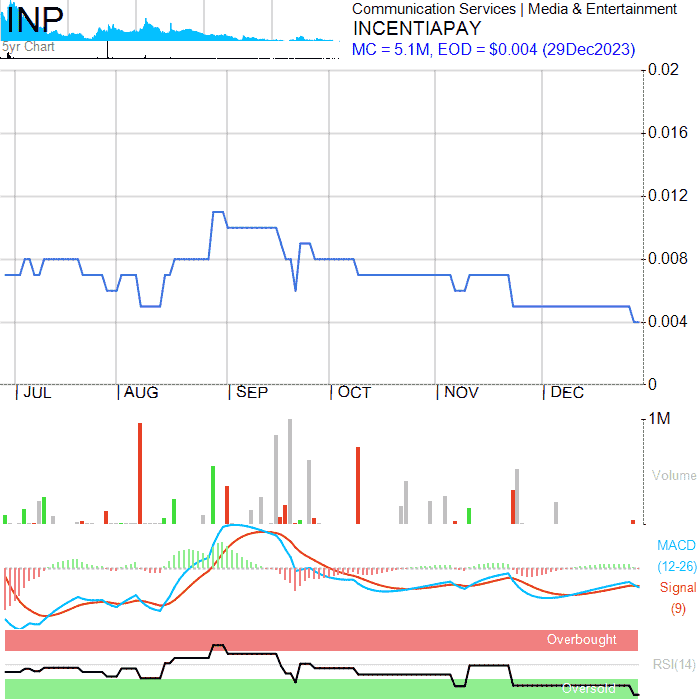 INP
5yr Chart
Communication Services | Media & Entertainment
INCENTIAPAY
MC = 5.1M, EOD = $0.004 (29Dec2023)
0.02
0.016
0.012
0.008
0.004
0
JUL AUG SEP OCT NOV DEC
1M
Volume
MACD
(12-26)
Signal
(9)
Overbought
RSI(14)
Oversold